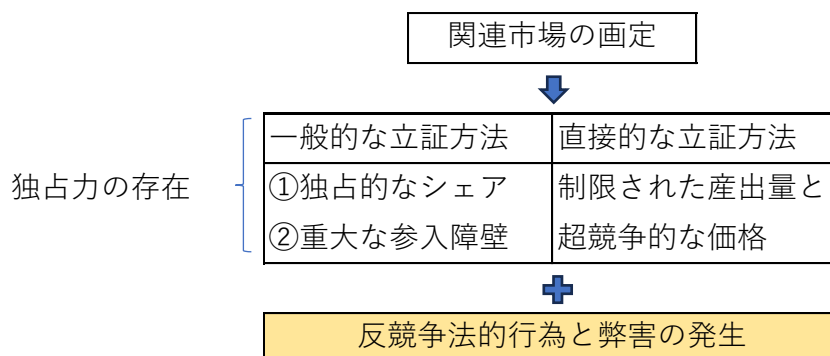 関連市場の画定
一般的な立証方法
直接的な立証方法
独占力の存在
①独占的なシェア
②重大な参入障壁
制限された産出量と
超競争的な価格
反競争法的行為と弊害の発生